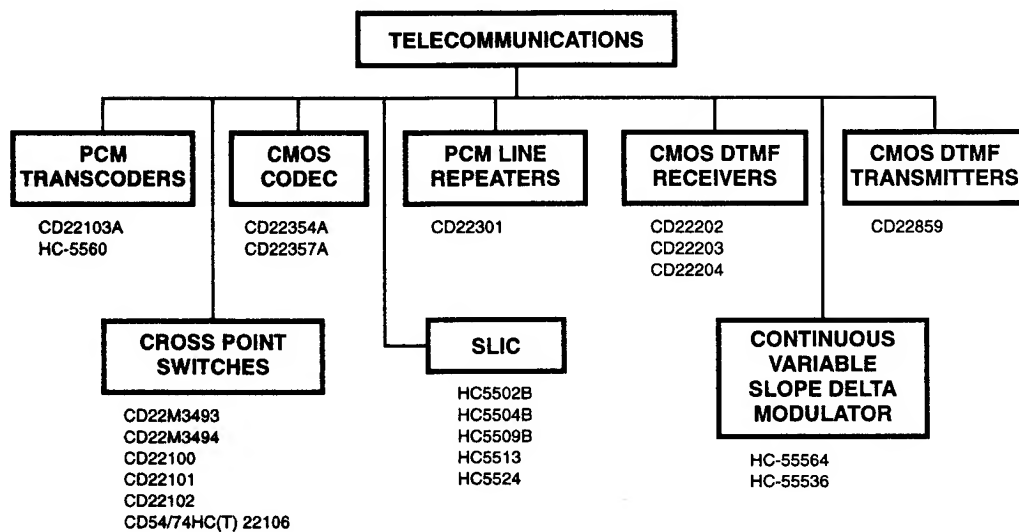 TELECOMMUNICATIONS
PCM
TRANSCODERS
CD22103A
HC-5560
CMOS
CODEC
CD22354A
CD22357A
PCM LINE
REPEATERS
CD22301
CMOS DTMF
RECEIVERS
CD22202
CD22203
CD22204
CMOS DTMF
TRANSMITTERS
CD22859
CROSS POINT
SWITCHES
CD22M3493
CD22M3494
CD22100
CD22101
CD22102
CD54/74HC(T) 22106
SLIC
HC5502B
HC5504B
HC5509B
HC5513
HC5524
CONTINUOUS
VARIABLE
SLOPE DELTA
MODULATOR
HC-55564
HC-55536